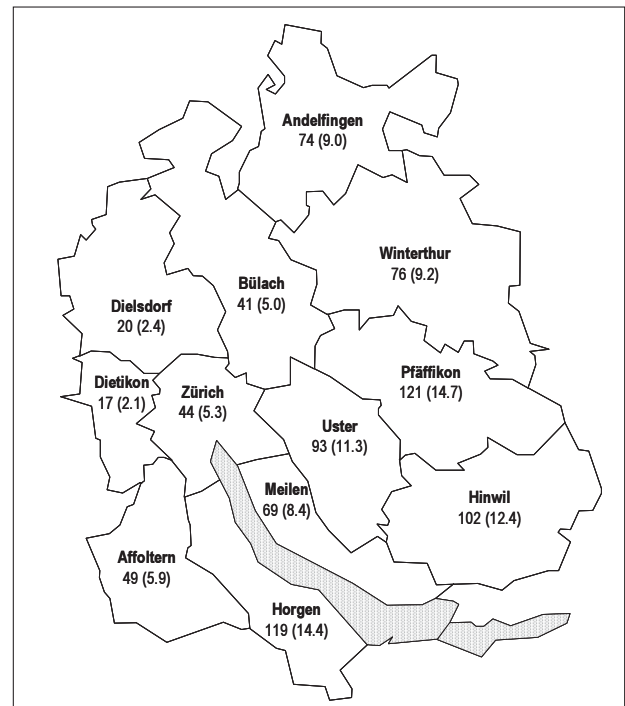 Andelfingen
74 (9.0)
Winterthur
76 (9.2)
Bülach
41 (5.0)
Dielsdorf
20 (2.4)
Pfäffikon
121 (14.7)
Dietikon
17 (2.1)
Zürich
44 (5.3)
Uster
93 (11.3)
Meilen
69 (8.4)
Hinwil
102 (12.4)
Affoltern
49 (5.9)
Horgen
119 (14.4)